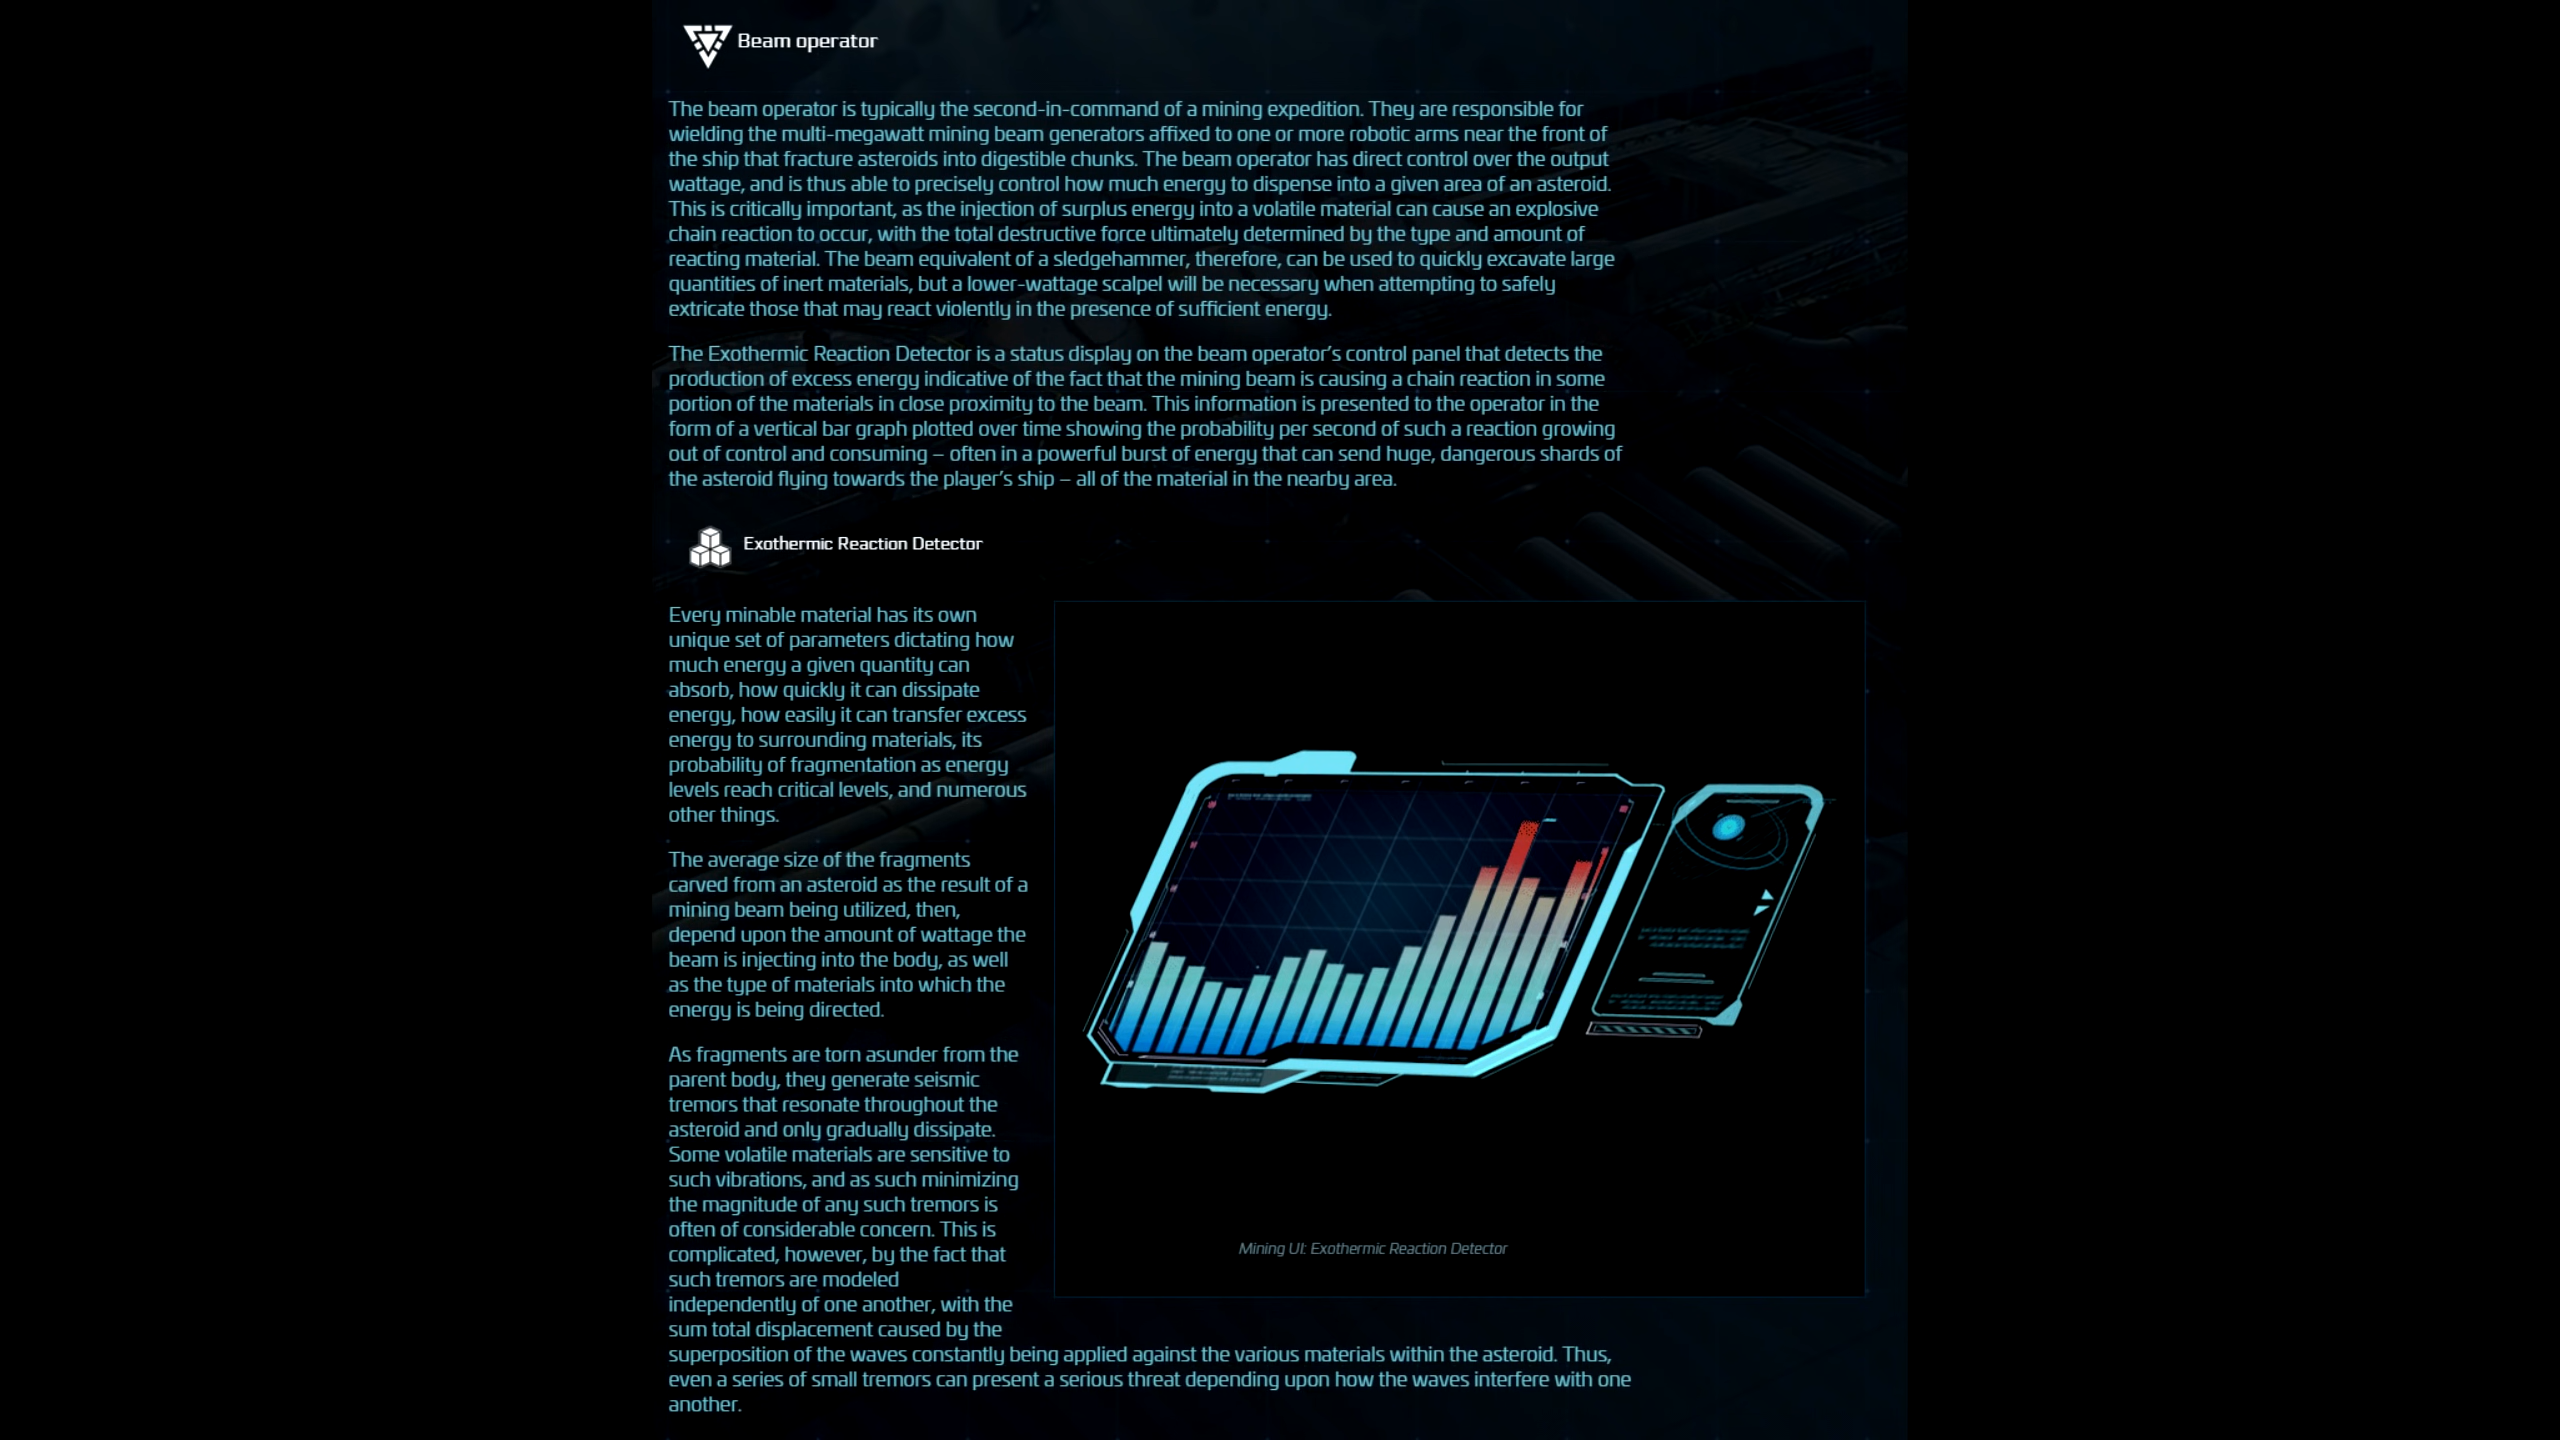 Beam operator
The beam operator is typically the second-in-command of a mining expedition. They are responsible for
wielding the multi-megawatt mining beam generators affixed to one or more robotic arms near the front of
the ship that fracture asteroids into digestible chunks. The beam operator has direct control over the output
wattage, and is thus able to precisely control how much energy to dispense into a given area of an asteroid.
This is critically important, as the injection of surplus energy into a volatile material can cause an explosive
chain reaction to occur, with the total destructive force ultimately determined by the type and amount of
reacting material. The beam equivalent of a sledgehammer, therefore, can be used to quickly excavate large
quantities of inert materials, but a lower-wattage scalpel will be necessary when attempting to safely
extricate those that may react violently in the presence of sufficient energy.
The Exothermic Reaction Detector is a status display on the beam operator’s control panel that detects the
production of excess energy indicative of the fact that the mining beam is causing a chain reaction in some
portion of the materials in close proximity to the beam. This information is presented to the operator in the
form of a vertical bar graph plotted over time showing the probability per second of such a reaction growing
out of control and consuming – often in a powerful burst of energy that can send huge, dangerous shards of
the asteroid flying towards the player’s ship – all of the material in the nearby area.
Exothermic Reaction Detector
Every minable material has its own
unique set of parameters dictating how
much energy a given quantity can
absorb, how quickly it can dissipate
energy, how easily it can transfer excess
energy to surrounding materials, its
probability of fragmentation as energy
levels reach critical levels, and numerous
other things.
The average size of the fragments
carved from an asteroid as the result of a
mining beam being utilized, then,
depend upon the amount of wattage the
beam is injecting into the body, as well
as the type of materials into which the
energy is being directed.
As fragments are torn asunder from the
parent body, they generate seismic
tremors that resonate throughout the
asteroid and only gradually dissipate.
Some volatile materials are sensitive to
such vibrations, and as such minimizing
the magnitude of any such tremors is
often of considerable concern. This is
complicated, however, by the fact that
such tremors are modeled
independently of one another, with the
sum total displacement caused by the
superposition of the waves constantly being applied against the various materials within the asteroid. Thus,
even a series of small tremors can present a serious threat depending upon how the waves interfere with one
another.
Mining UI: Exothermic Reaction Detector